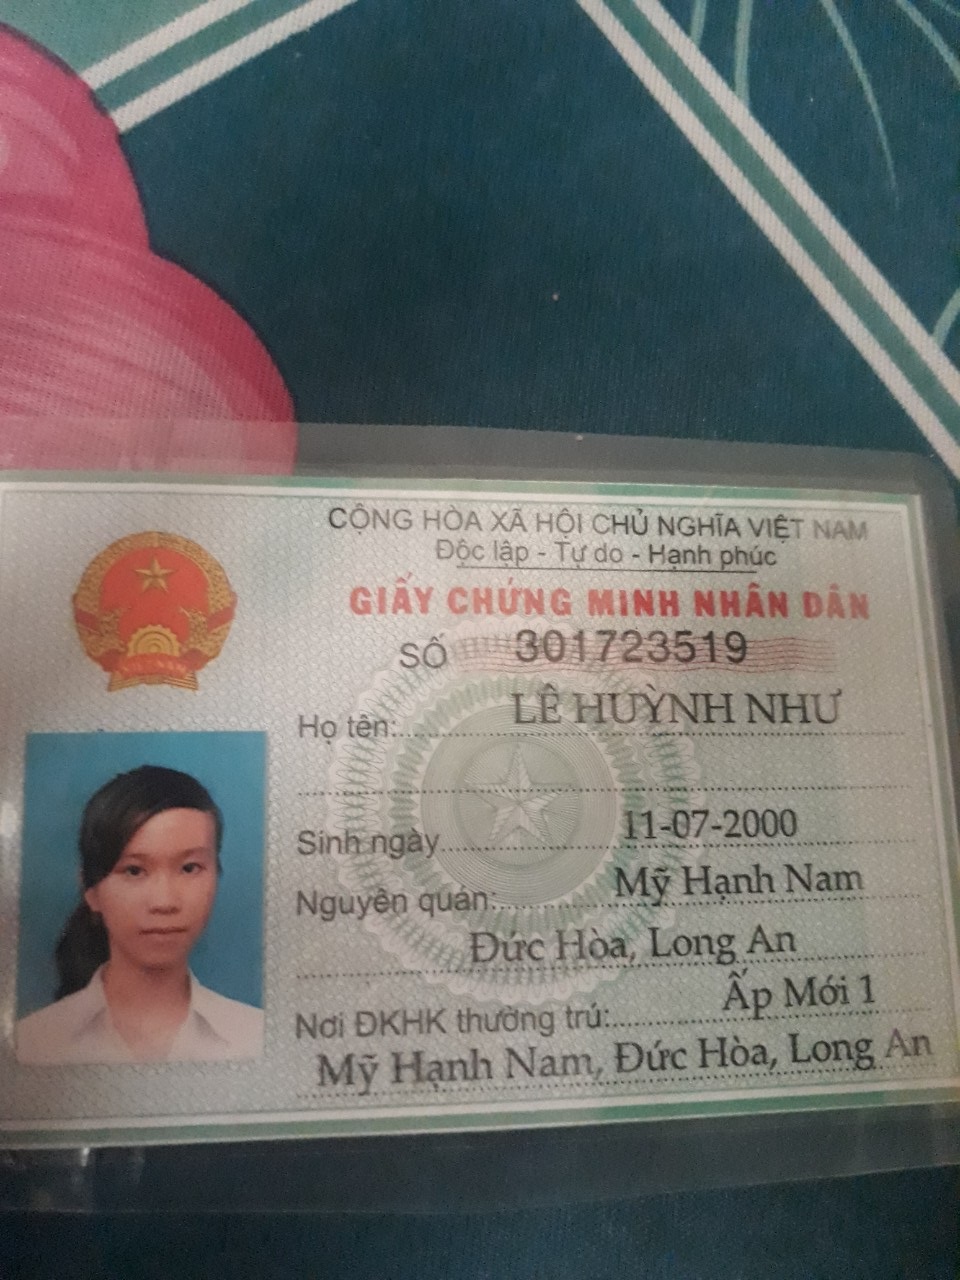 CỘNG HÒA XÃ HỘI CHỦ NGHĨA VIỆT NAM
Độc lập - Tự do - Hạnh phúc
GIẤY CHỨNG MINH NHÂN DÂN
SỐ 301723519
Họ tên: LÊ HUỲNH NHƯ
Sinh ngày 11-07-2000
Nguyên quán: Mỹ Hạnh Nam
Đức Hòa, Long An
Nơi ĐKHK thường trú: Ấp Mới 1
Mỹ Hạnh Nam, Đức Hòa, Long An